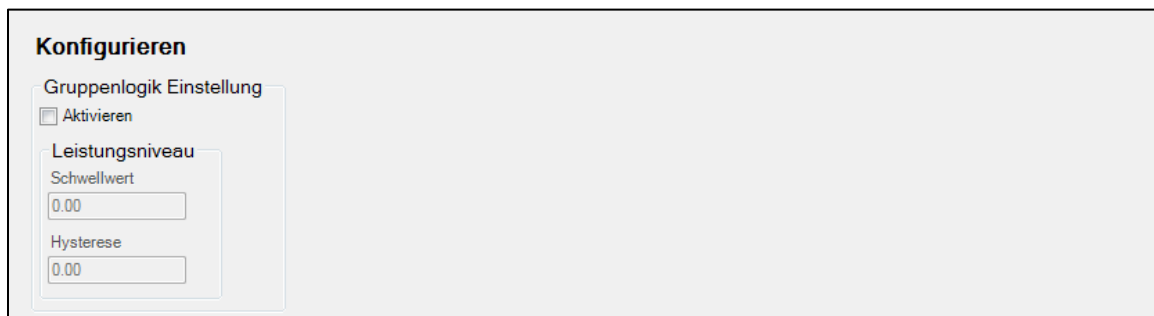 Konfigurieren
Gruppenlogik Einstellung
Aktivieren
Leistungsniveau
Schwellwert
0.00
Hysterese
0.00